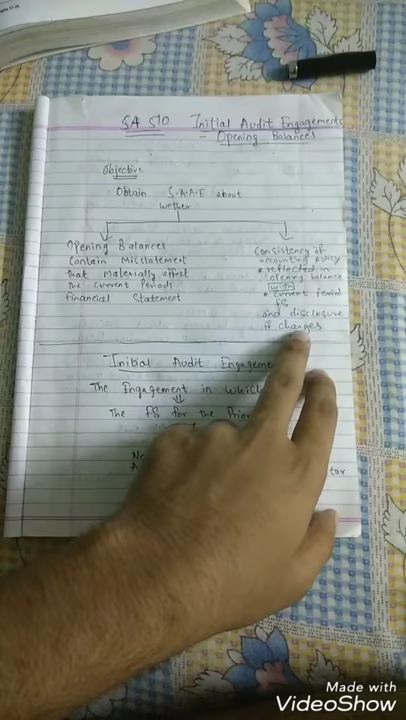 SA 510 Initial Audit Engagements
- Opening Balances
Objective
Obtain S.A.A.E about
wether
Opening Balances
Contain Misstatement
that Materially affect
the current Periods
Financial Statement
Consistency of
accounting policy
* reflected in
opening balance
with
* current period
FS
and disclosure
if changes
Initial Audit Engageme
The Engagement in which
The FS for the Prior
tor
Made with
VideoShow